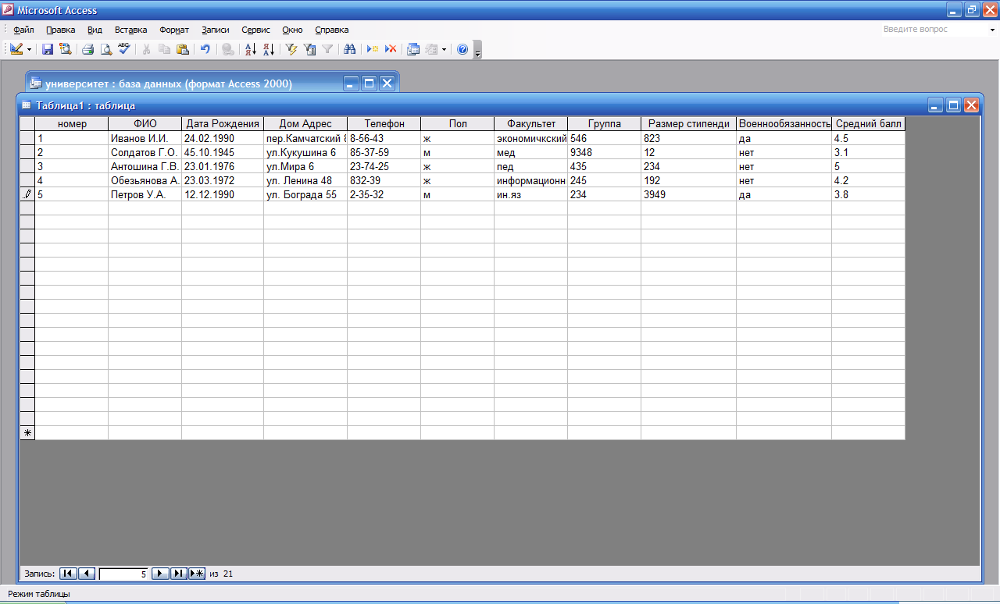 Microsoft Access
Файл Правка Вид Вставка Формат Записи Сервис Окно Справка Введите вопрос
университет : база данных (формат Access 2000)
Таблица1 : таблица
номер ФИО Дата Рождения Дом Адрес Телефон Пол Факультет Группа Размер стипенди Военнообязанность Средний балл
1 Иванов И.И. 24.02.1990 пер.Камчатский 8-56-43 ж экономичкский 546 823 да 4.5
2 Солдатов Г.О. 45.10.1945 ул.Кукушина 6 85-37-59 м мед 9348 12 нет 3.1
3 Антошина Г.В. 23.01.1976 ул.Мира 6 23-74-25 ж пед 435 234 нет 5
4 Обезьянова А. 23.03.1972 ул. Ленина 48 832-39 ж информационн 245 192 нет 4.2
5 Петров У.А. 12.12.1990 ул. Бограда 55 2-35-32 м ин.яз 234 3949 да 3.8
Запись: 5 из 21
Режим таблицы